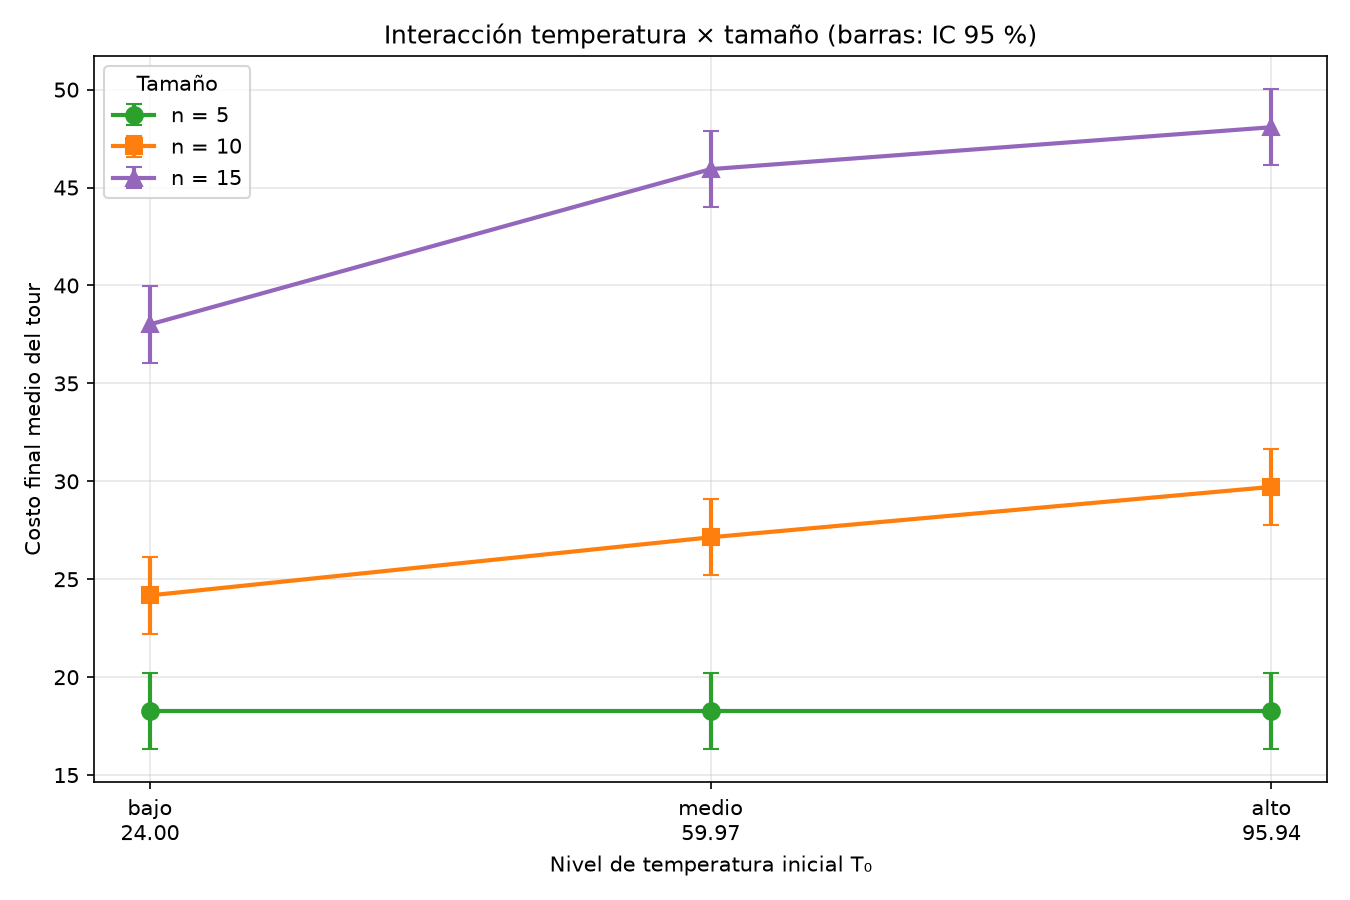 Interacción temperatura × tamaño (barras: IC 95 %)
Tamaño
n = 5
n = 10
n = 15
Costo final medio del tour
50
45
40
35
30
25
20
15
bajo
24.00
medio
59.97
alto
95.94
Nivel de temperatura inicial T₀